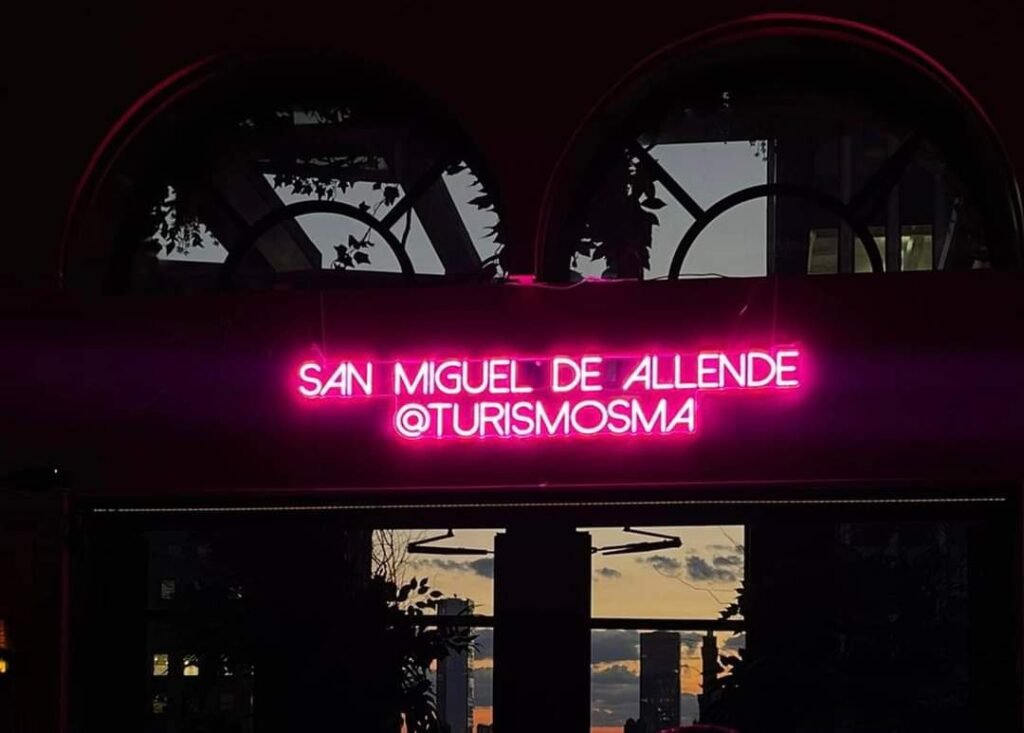 SAN MIGUEL DE ALLENDE
@TURISMOSMA